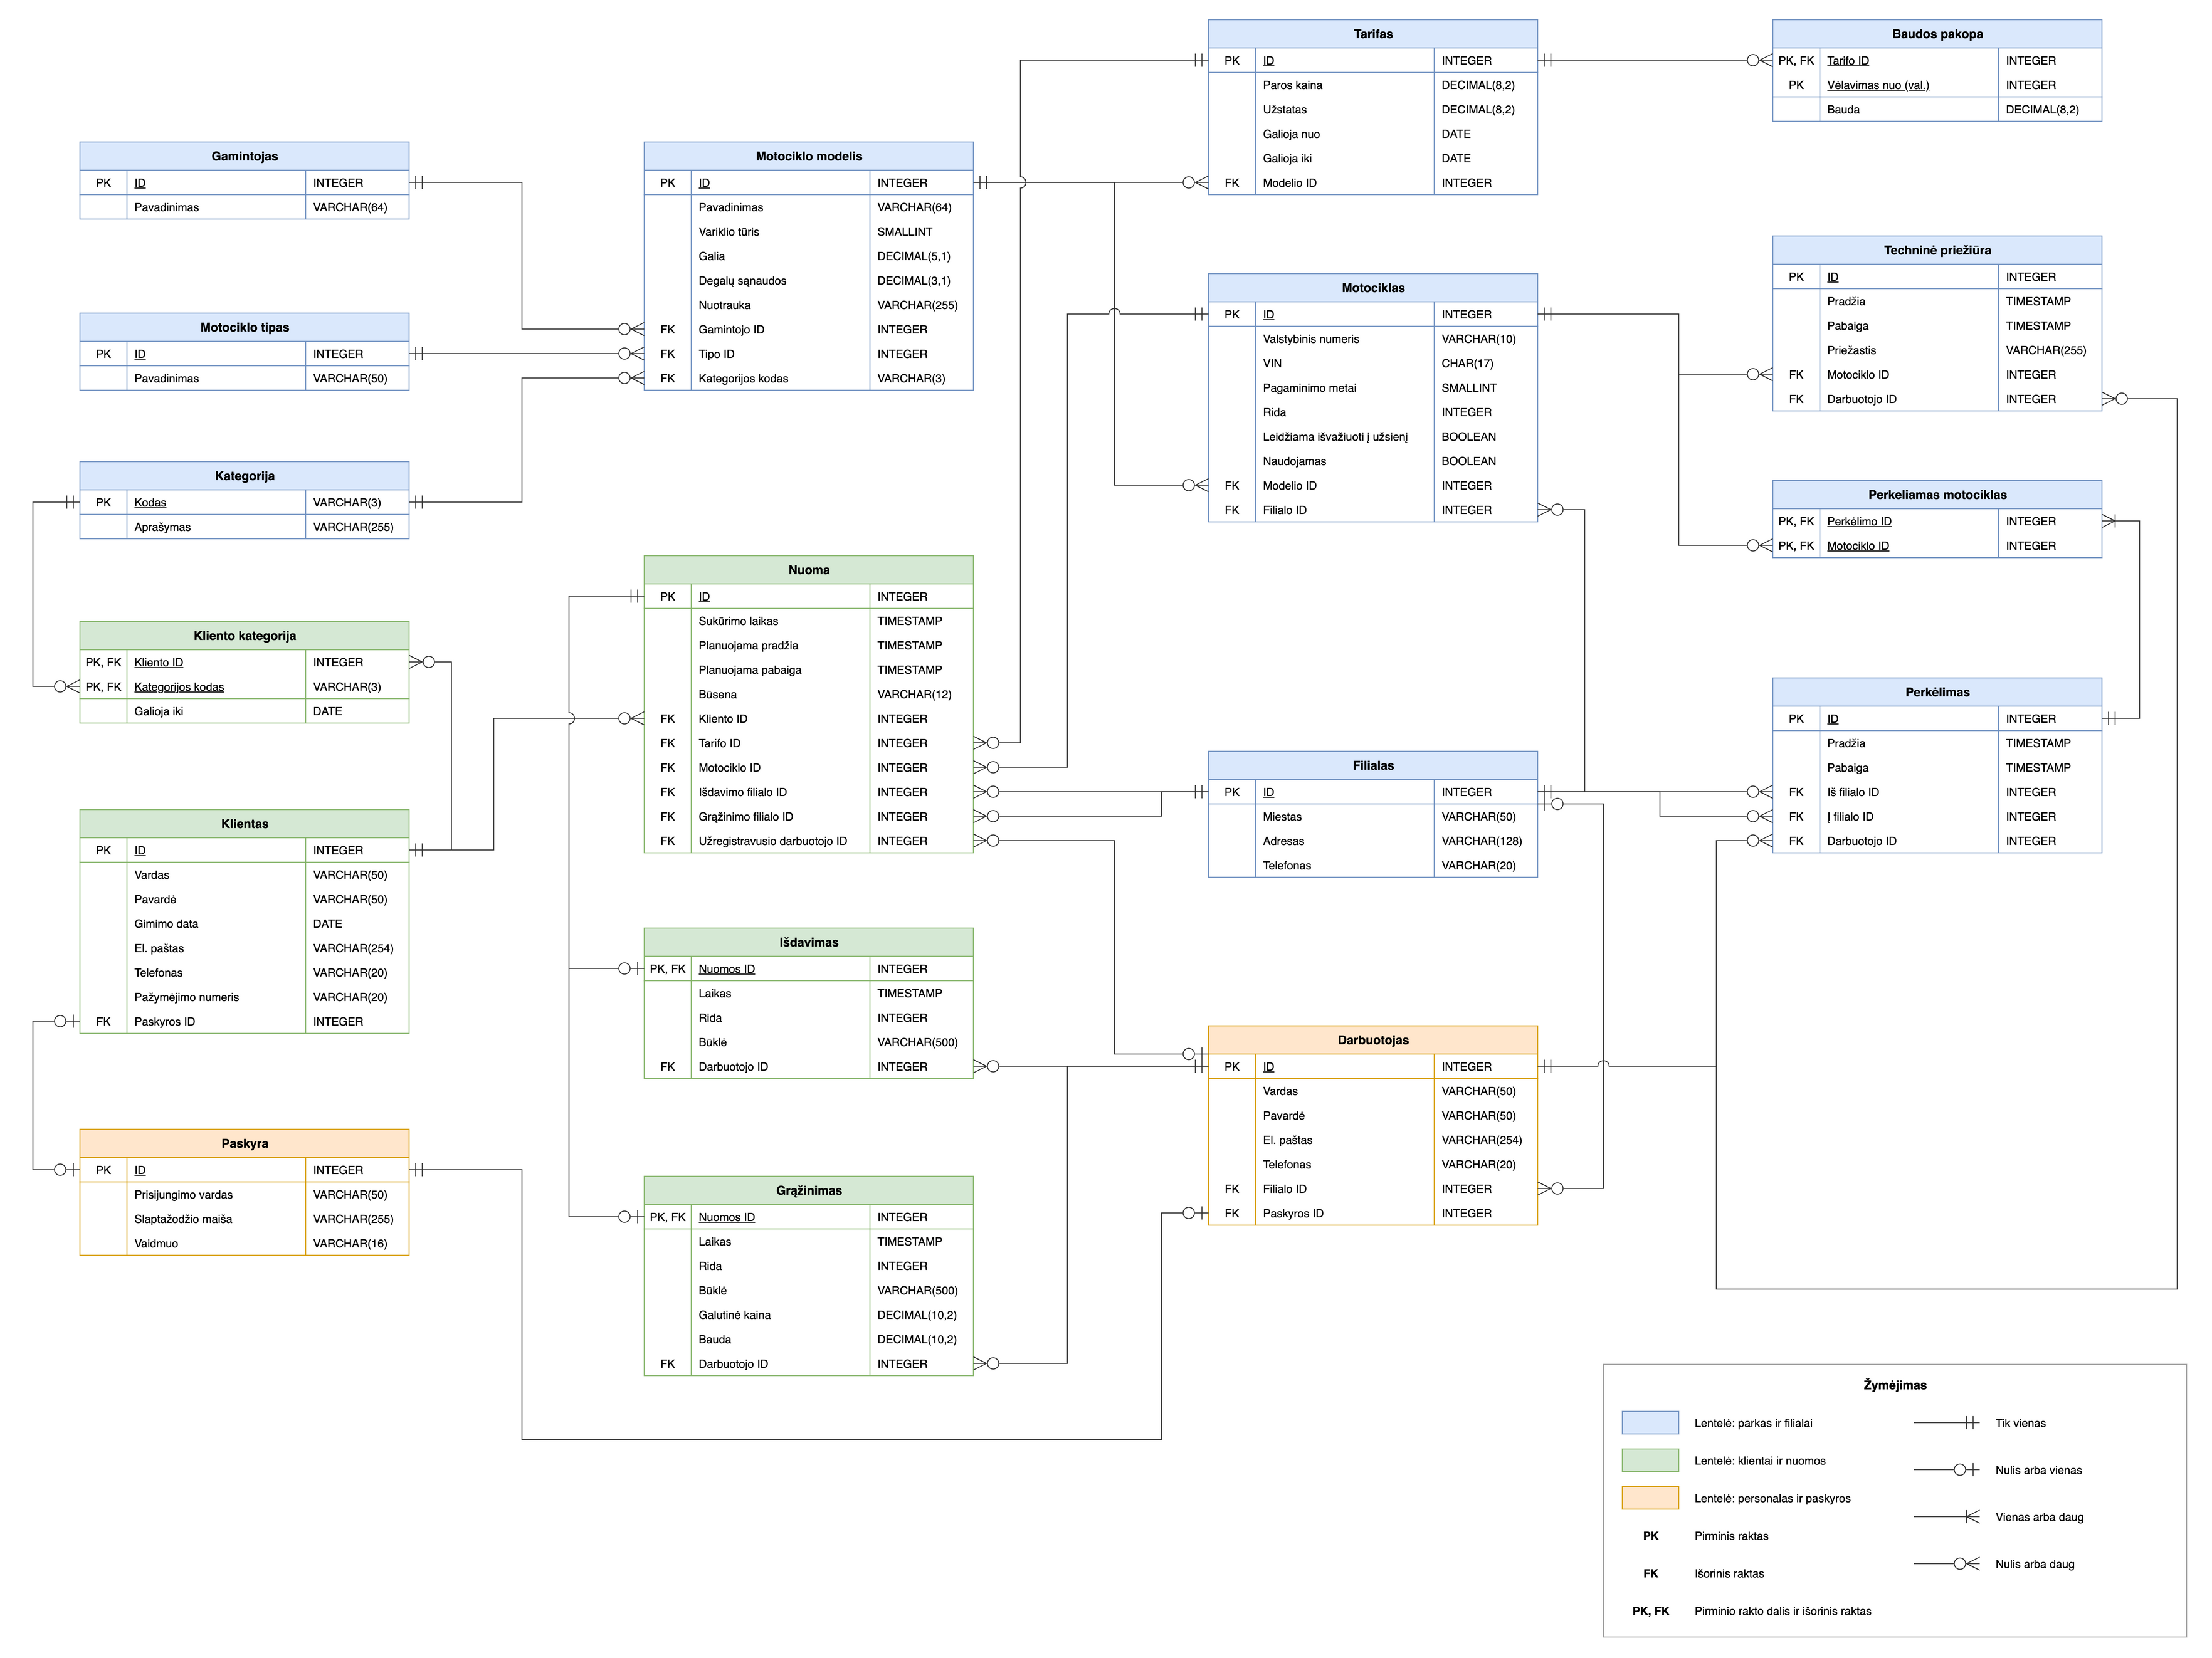 Gamintojas
PK ID INTEGER
Pavadinimas VARCHAR(64)
Motociklo tipas
PK ID INTEGER
Pavadinimas VARCHAR(50)
Kategorija
PK Kodas VARCHAR(3)
Aprašymas VARCHAR(255)
Kliento kategorija
PK, FK Kliento ID INTEGER
PK, FK Kategorijos kodas VARCHAR(3)
Galioja iki DATE
Klientas
PK ID INTEGER
Vardas VARCHAR(50)
Pavardė VARCHAR(50)
Gimimo data DATE
El. paštas VARCHAR(254)
Telefonas VARCHAR(20)
Pažymėjimo numeris VARCHAR(20)
FK Paskyros ID INTEGER
Paskyra
PK ID INTEGER
Prisijungimo vardas VARCHAR(50)
Slaptažodžio maiša VARCHAR(255)
Vaidmuo VARCHAR(16)
Motociklo modelis
PK ID INTEGER
Pavadinimas VARCHAR(64)
Variklio tūris SMALLINT
Galia DECIMAL(5,1)
Degalų sąnaudos DECIMAL(3,1)
Nuotrauka VARCHAR(255)
FK Gamintojo ID INTEGER
FK Tipo ID INTEGER
FK Kategorijos kodas VARCHAR(3)
Nuoma
PK ID INTEGER
Sukūrimo laikas TIMESTAMP
Planuojama pradžia TIMESTAMP
Planuojama pabaiga TIMESTAMP
Būsena VARCHAR(12)
FK Kliento ID INTEGER
FK Tarifo ID INTEGER
FK Motociklo ID INTEGER
FK Išdavimo filialo ID INTEGER
FK Grąžinimo filialo ID INTEGER
FK Užregistravusio darbuotojo ID INTEGER
Išdavimas
PK, FK Nuomos ID INTEGER
Laikas TIMESTAMP
Rida INTEGER
Būklė VARCHAR(500)
FK Darbuotojo ID INTEGER
Grąžinimas
PK, FK Nuomos ID INTEGER
Laikas TIMESTAMP
Rida INTEGER
Būklė VARCHAR(500)
Galutinė kaina DECIMAL(10,2)
Bauda DECIMAL(10,2)
FK Darbuotojo ID INTEGER
Tarifas
PK ID INTEGER
Paros kaina DECIMAL(8,2)
Užstatas DECIMAL(8,2)
Galioja nuo DATE
Galioja iki DATE
FK Modelio ID INTEGER
Motociklas
PK ID INTEGER
Valstybinis numeris VARCHAR(10)
VIN CHAR(17)
Pagaminimo metai SMALLINT
Rida INTEGER
Leidžiama išvažiuoti į užsienį BOOLEAN
Naudojamas BOOLEAN
FK Modelio ID INTEGER
FK Filialo ID INTEGER
Filialas
PK ID INTEGER
Miestas VARCHAR(50)
Adresas VARCHAR(128)
Telefonas VARCHAR(20)
Darbuotojas
PK ID INTEGER
Vardas VARCHAR(50)
Pavardė VARCHAR(50)
El. paštas VARCHAR(254)
Telefonas VARCHAR(20)
FK Filialo ID INTEGER
FK Paskyros ID INTEGER
Baudos pakopa
PK, FK Tarifo ID INTEGER
PK Vėlavimas nuo (val.) INTEGER
Bauda DECIMAL(8,2)
Techninė priežiūra
PK ID INTEGER
Pradžia TIMESTAMP
Pabaiga TIMESTAMP
Priežastis VARCHAR(255)
FK Motociklo ID INTEGER
FK Darbuotojo ID INTEGER
Perkeliamas motociklas
PK, FK Perkėlimo ID INTEGER
PK, FK Motociklo ID INTEGER
Perkėlimas
PK ID INTEGER
Pradžia TIMESTAMP
Pabaiga TIMESTAMP
FK Iš filialo ID INTEGER
FK Į filialo ID INTEGER
FK Darbuotojo ID INTEGER
Žymėjimas
Lentelė: parkas ir filialai
Lentelė: klientai ir nuomos
Lentelė: personalas ir paskyros
PK Pirminis raktas
FK Išorinis raktas
PK, FK Pirminio rakto dalis ir išorinis raktas
Tik vienas
Nulis arba vienas
Vienas arba daug
Nulis arba daug